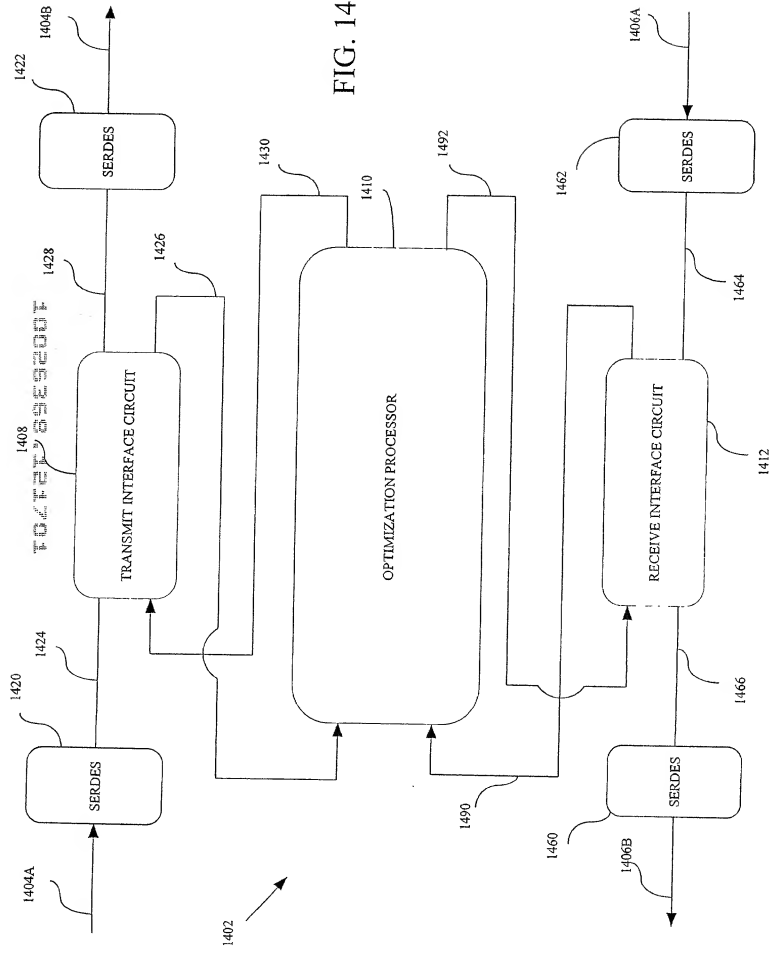 1404B
1422
SERDES
FIG. 14
1406A
SERDES
1462
1430
1492
1410
1428
1426
1464
1408
TRANSMIT INTERFACE CIRCUIT
OPTIMIZATION PROCESSOR
RECEIVE INTERFACE CIRCUIT
1412
1424
1420
SERDES
1404A
1466
1490
SERDES
1460
1406B
1402